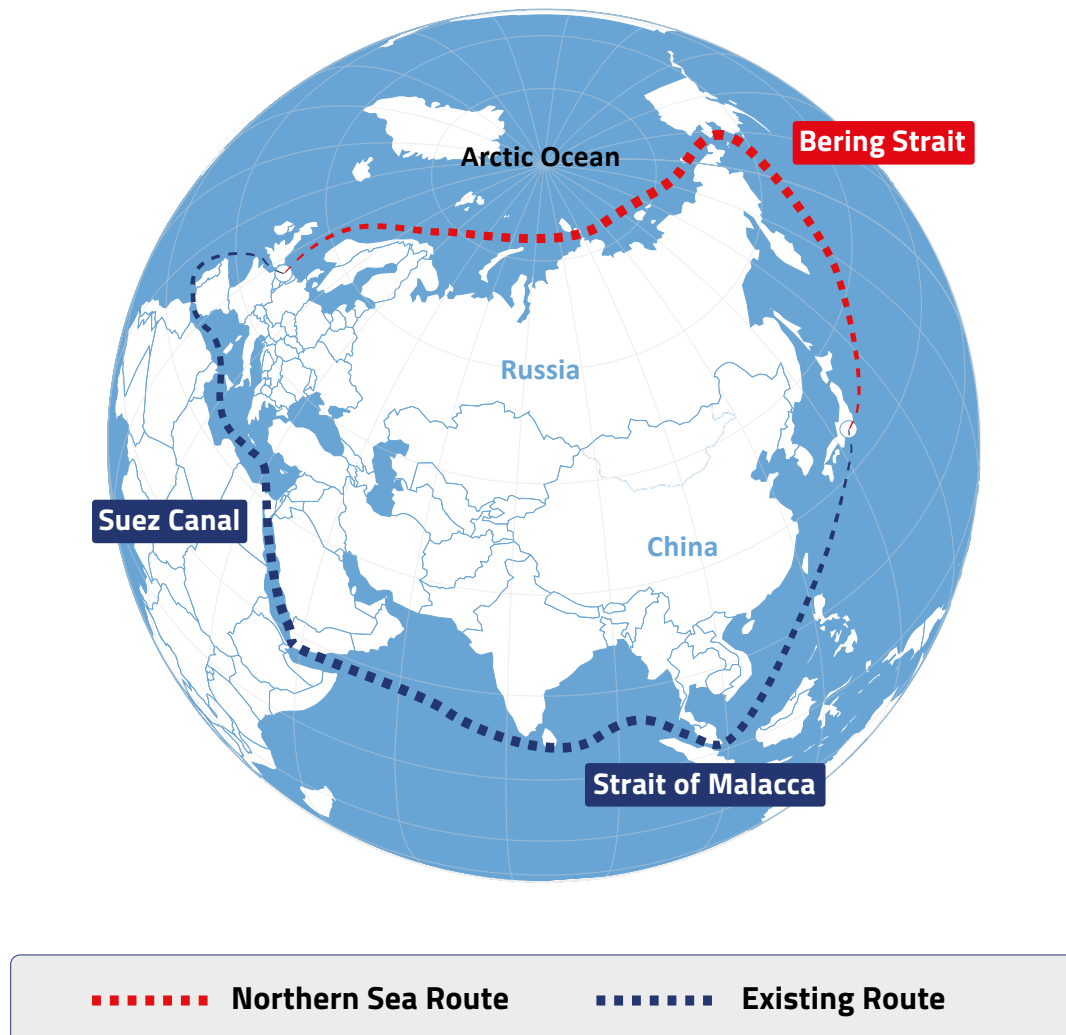 Bering Strait
Arctic Ocean
Russia
Suez Canal
China
Strait of Malacca
Northern Sea Route
Existing Route